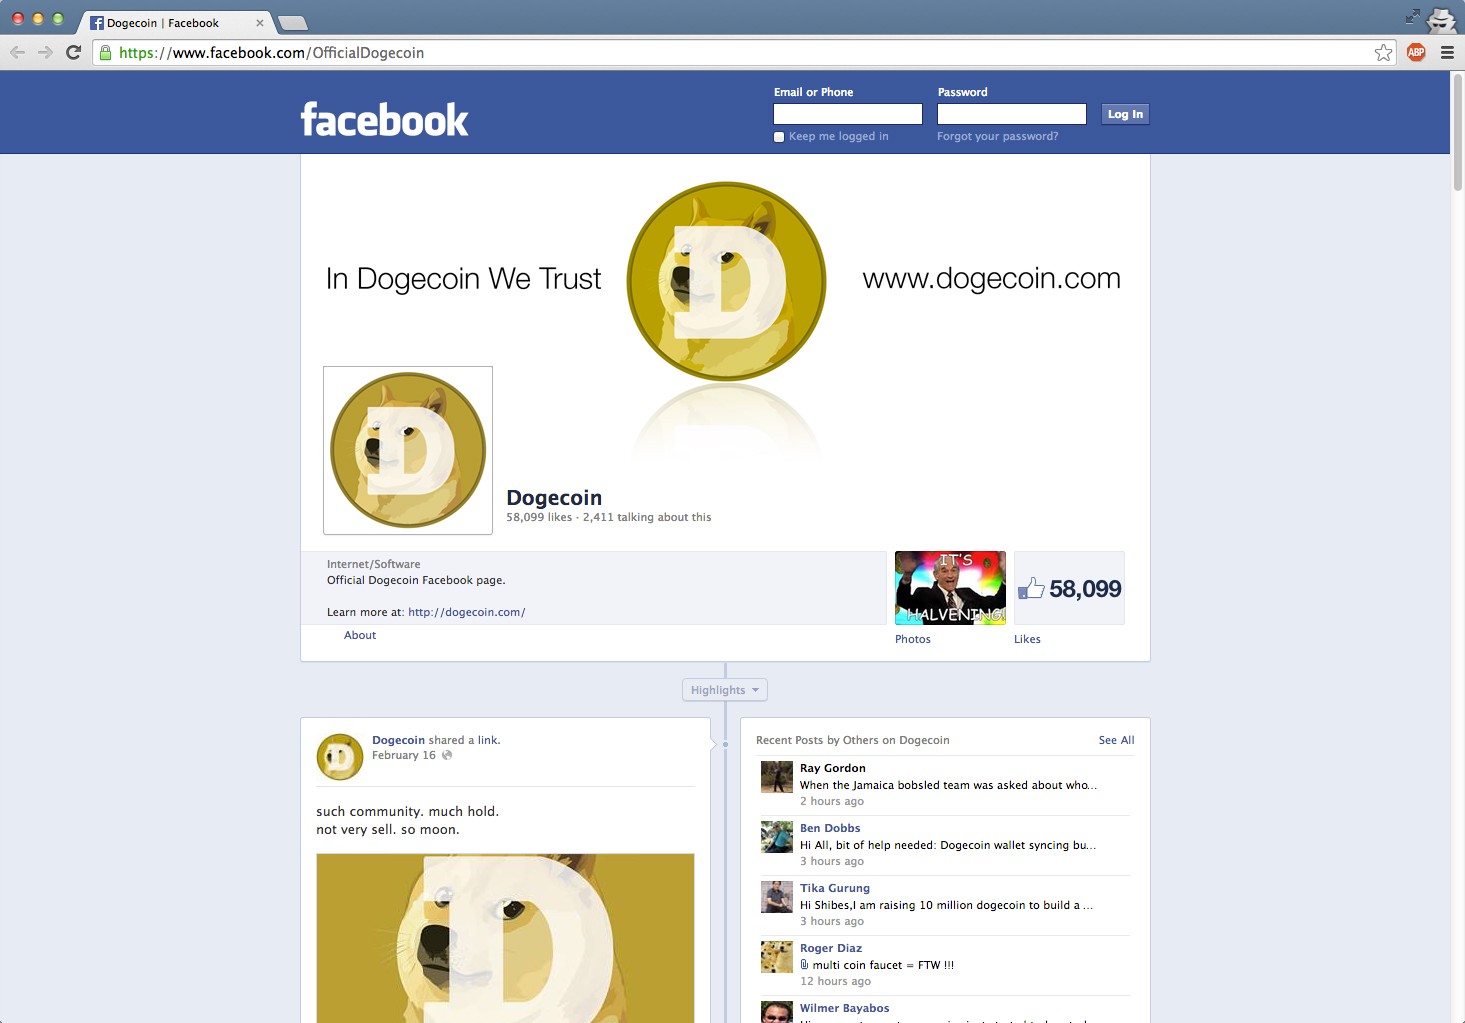 Dogecoin | Facebook
https://www.facebook.com/OfficialDogecoin
ABP
facebook
Email or Phone
Password
Log In
Keep me logged in
Forgot your password?
In Dogecoin We Trust
D
www.dogecoin.com
D
Dogecoin
58,099 likes · 2,411 talking about this
Internet/Software
Official Dogecoin Facebook page.
Learn more at: http://dogecoin.com/
About
IT'S
HALVENING!
Photos
58,099
Likes
Highlights
Dogecoin shared a link.
February 16
such community. much hold.
not very sell. so moon.
D
Recent Posts by Others on Dogecoin
See All
Ray Gordon
When the Jamaica bobsled team was asked about who...
2 hours ago
Ben Dobbs
Hi All, bit of help needed: Dogecoin wallet syncing bu...
3 hours ago
Tika Gurung
Hi Shibes,I am raising 10 million dogecoin to build a ...
3 hours ago
Roger Diaz
multi coin faucet = FTW !!!
12 hours ago
Wilmer Bayabos